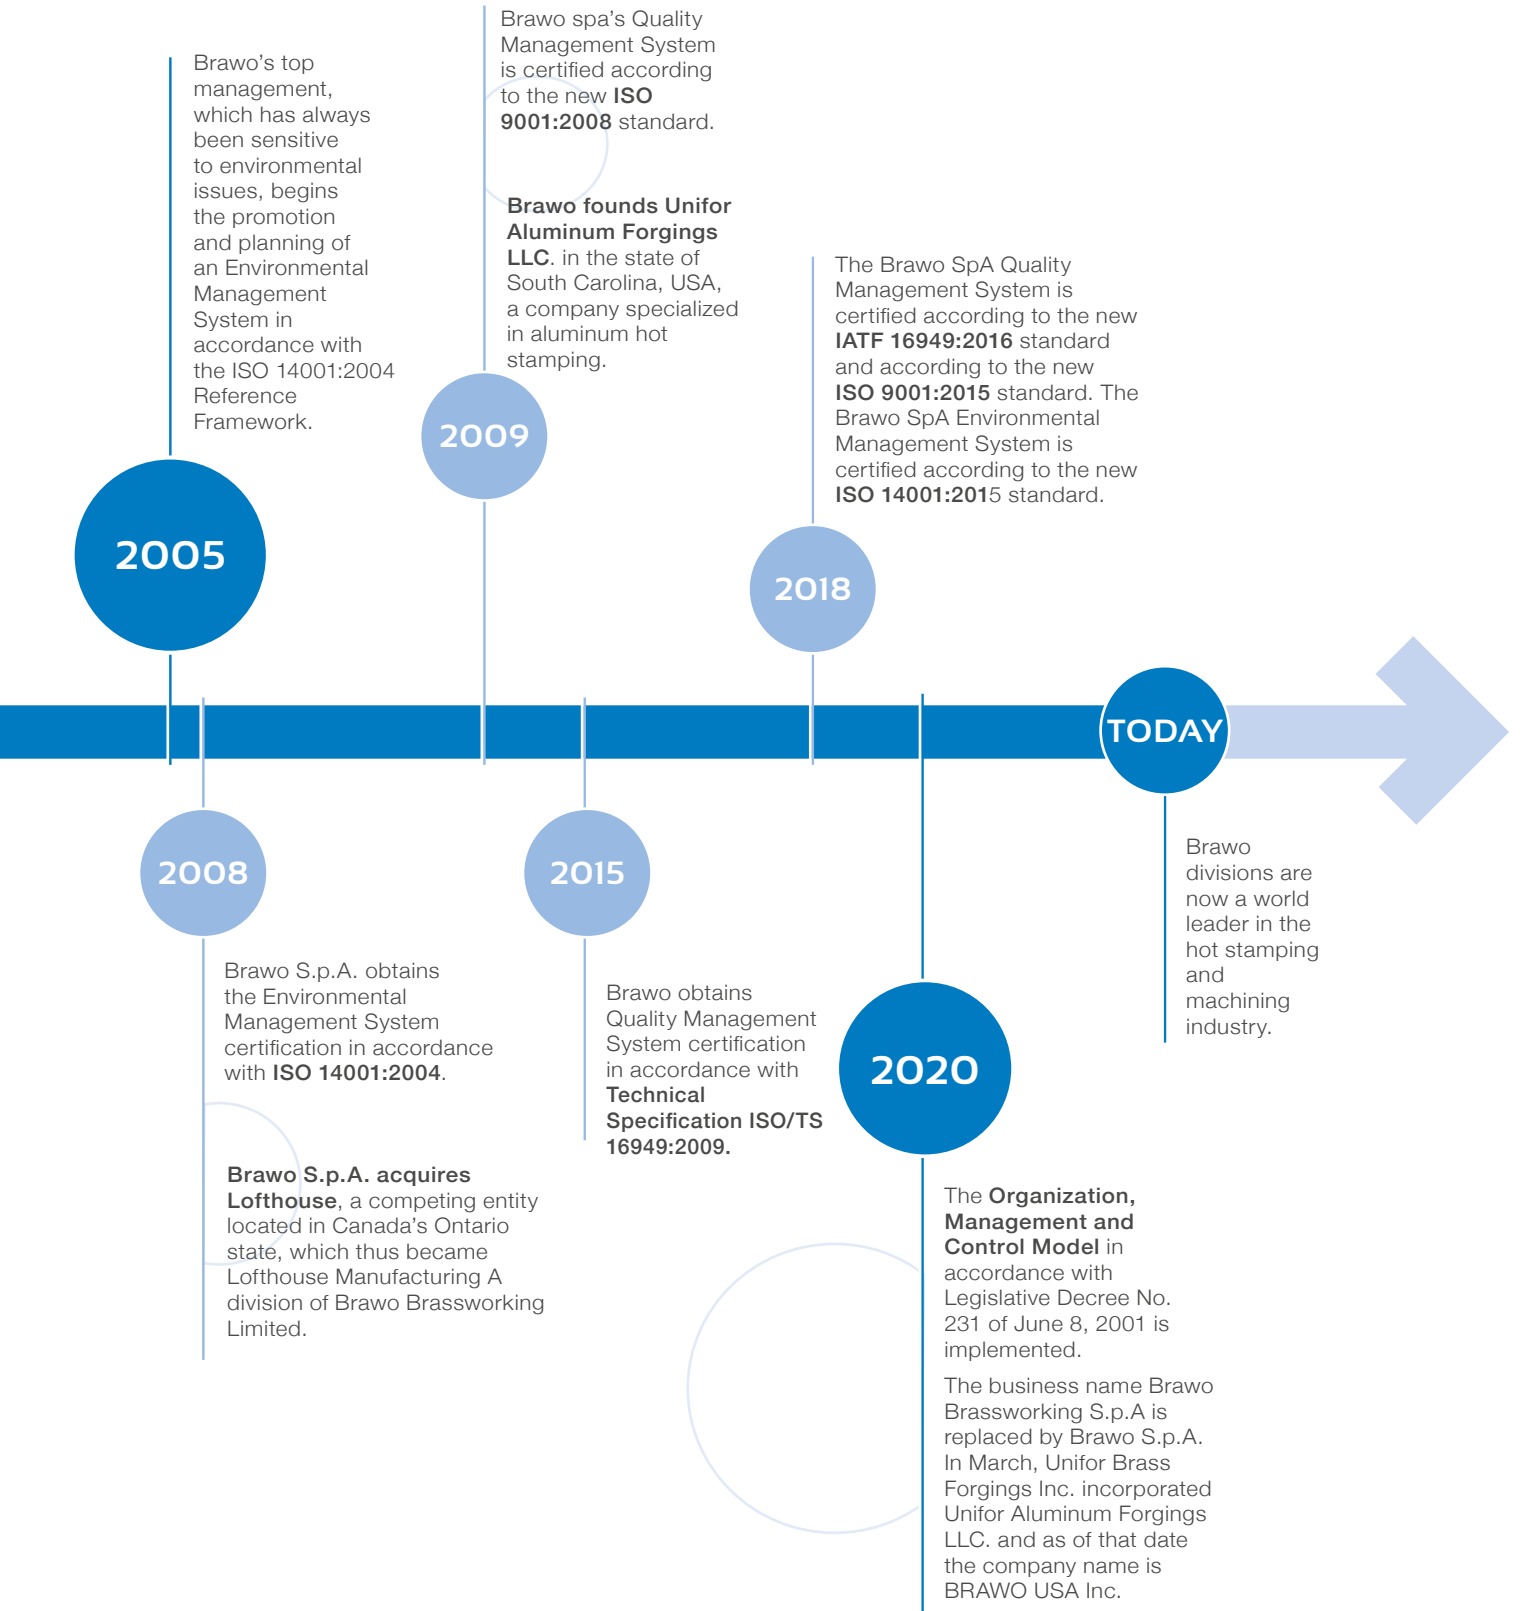 Brawo's top
management,
which has always
been sensitive
to environmental
issues, begins
the promotion
and planning of
an Environmental
Management
System in
accordance with
the ISO 14001:2004
Reference
Framework.
2005
2008
Brawo S.p.A. obtains
the Environmental
Management System
certification in accordance
with ISO 14001:2004.
Brawo S.p.A. acquires
Lofthouse, a competing entity
located in Canada's Ontario
state, which thus became
Lofthouse Manufacturing A
division of Brawo Brassworking
Limited.
Brawo spa's Quality
Management System
is certified according
to the new ISO
9001:2008 standard.
Brawo founds Unifor
Aluminum Forgings
LLC. in the state of
South Carolina, USA,
a company specialized
in aluminum hot
stamping.
2009
2015
Brawo obtains
Quality Management
System certification
in accordance with
Technical
Specification ISO/TS
16949:2009.
The Brawo SpA Quality
Management System is
certified according to the new
IATF 16949:2016 standard
and according to the new
ISO 9001:2015 standard. The
Brawo SpA Environmental
Management System is
certified according to the new
ISO 14001:2015 standard.
2018
2020
The Organization,
Management and
Control Model in
accordance with
Legislative Decree No.
231 of June 8, 2001 is
implemented.
The business name Brawo
Brassworking S.p.A is
replaced by Brawo S.p.A.
In March, Unifor Brass
Forgings Inc. incorporated
Unifor Aluminum Forgings
LLC. and as of that date
the company name is
BRAWO USA Inc.
TODAY
Brawo
divisions are
now a world
leader in the
hot stamping
and
machining
industry.